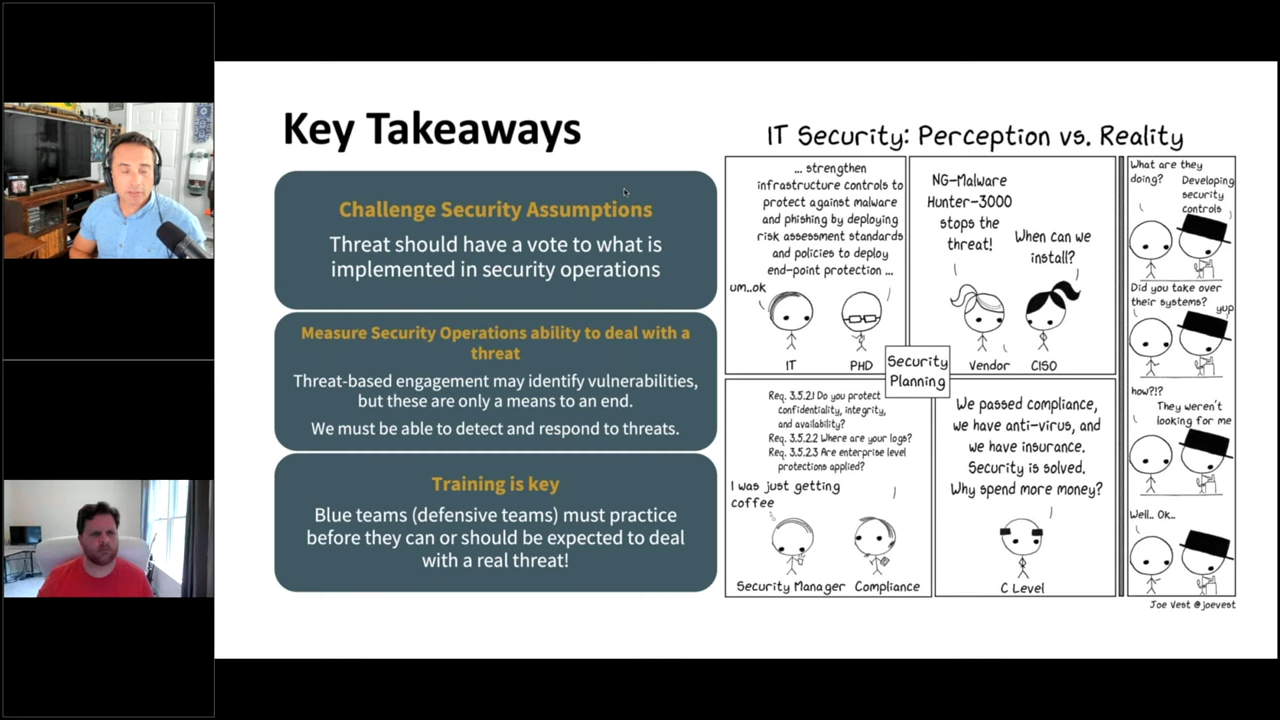 Key Takeaways
Challenge Security Assumptions
Threat should have a vote to what is
implemented in security operations
Measure Security Operations ability to deal with a
threat
Threat-based engagement may identify vulnerabilities,
but these are only a means to an end.
We must be able to detect and respond to threats.
Training is key
Blue teams (defensive teams) must practice
before they can or should be expected to deal
with a real threat!
IT Security: Perception vs. Reality
... strengthen
infrastructure controls to
protect against malware
and phishing by deploying
risk assessment standards
and policies to deploy
end-point protection ...
um..ok
IT
PHD
NG-Malware
Hunter-3000
stops the
threat!
When can we
install?
Vendor
CISO
Security
Planning
Req. 3.5.2.1 Do you protect
confidentiality, integrity,
and availability?
Req. 3.5.2.2 Where are your logs?
Req. 3.5.2.3 Are enterprise level
protections applied?
I was just getting
coffee
Security Manager
Compliance
We passed compliance,
we have anti-virus, and
we have insurance.
Security is solved.
Why spend more money?
C Level
What are they
doing?
Developing
security
controls
Did you take over
their systems?
yup
how?!?
They weren't
looking for me
Well.. Ok..
Joe Vest @joevest